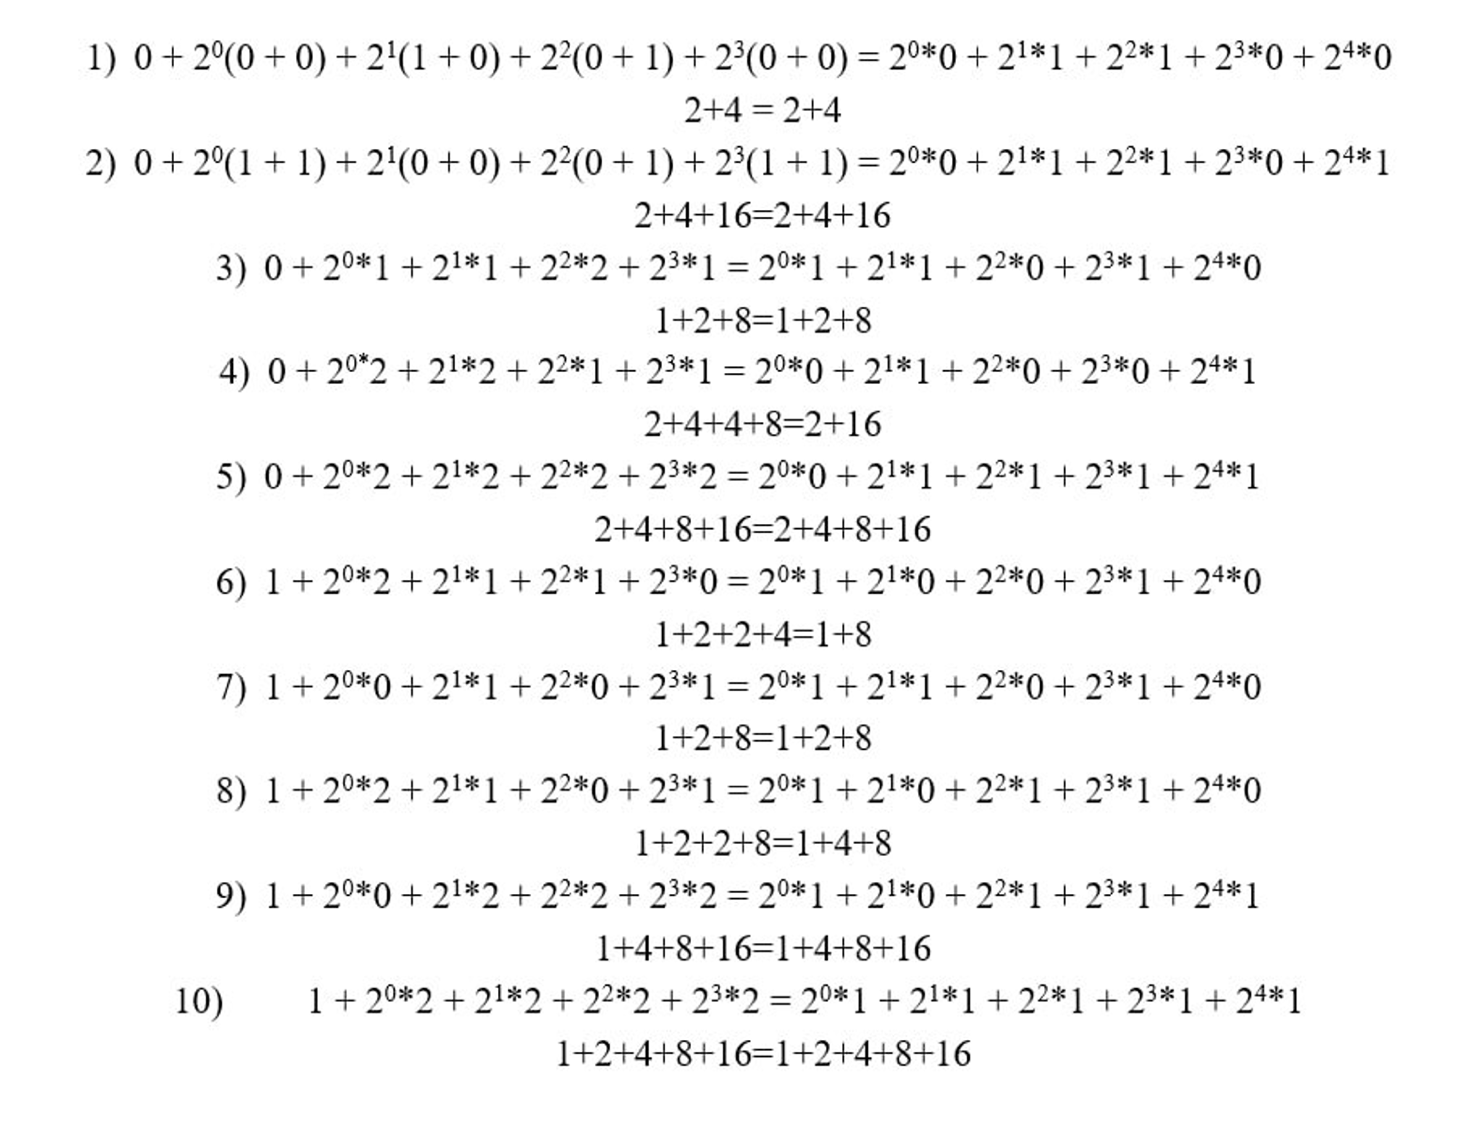 1) 0 + 2⁰(0 + 0) + 2¹(1 + 0) + 2²(0 + 1) + 2³(0 + 0) = 2⁰*0 + 2¹*1 + 2²*1 + 2³*0 + 2⁴*0
2+4 = 2+4
2) 0 + 2⁰(1 + 1) + 2¹(0 + 0) + 2²(0 + 1) + 2³(1 + 1) = 2⁰*0 + 2¹*1 + 2²*1 + 2³*0 + 2⁴*1
2+4+16=2+4+16
3) 0 + 2⁰*1 + 2¹*1 + 2²*2 + 2³*1 = 2⁰*1 + 2¹*1 + 2²*0 + 2³*1 + 2⁴*0
1+2+8=1+2+8
4) 0 + 2⁰*2 + 2¹*2 + 2²*1 + 2³*1 = 2⁰*0 + 2¹*1 + 2²*0 + 2³*0 + 2⁴*1
2+4+4+8=2+16
5) 0 + 2⁰*2 + 2¹*2 + 2²*2 + 2³*2 = 2⁰*0 + 2¹*1 + 2²*1 + 2³*1 + 2⁴*1
2+4+8+16=2+4+8+16
6) 1 + 2⁰*2 + 2¹*1 + 2²*1 + 2³*0 = 2⁰*1 + 2¹*0 + 2²*0 + 2³*1 + 2⁴*0
1+2+2+4=1+8
7) 1 + 2⁰*0 + 2¹*1 + 2²*0 + 2³*1 = 2⁰*1 + 2¹*1 + 2²*0 + 2³*1 + 2⁴*0
1+2+8=1+2+8
8) 1 + 2⁰*2 + 2¹*1 + 2²*0 + 2³*1 = 2⁰*1 + 2¹*0 + 2²*1 + 2³*1 + 2⁴*0
1+2+2+8=1+4+8
9) 1 + 2⁰*0 + 2¹*2 + 2²*2 + 2³*2 = 2⁰*1 + 2¹*0 + 2²*1 + 2³*1 + 2⁴*1
1+4+8+16=1+4+8+16
10) 1 + 2⁰*2 + 2¹*2 + 2²*2 + 2³*2 = 2⁰*1 + 2¹*1 + 2²*1 + 2³*1 + 2⁴*1
1+2+4+8+16=1+2+4+8+16